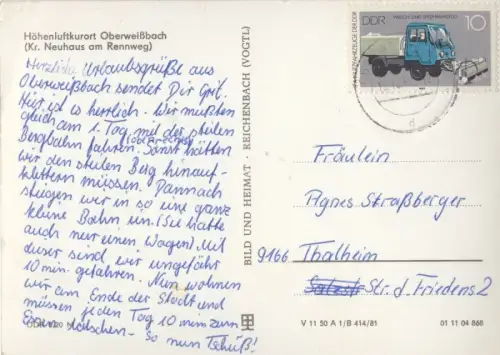 Höhenluftkurort Oberweißbach
(Kr. Neuhaus am Rennweg)
Herzliche Urlaubsgrüße aus
Oberweißbach sendet Dir Grit.
Hier ist es herrlich. Wir mußten
gleich am 1. Tag mit der steilen
Bergbahn fahren. Sonst hätten
wir den steilen Berg hinauf-
klettern müssen. Dannach
stiegen wir in so eine ganz
kleine Bahn ein. (Sie hatte
auch nur einen Wagen) Mit
dieser sind wir ungefähr
10 min. gefahren. Nun wohnen
wir am Ende der Stadt und
müssen jeden Tag 10 min zum
Essen latschen – so nun Tschüß!
BILD UND HEIMAT · REICHENBACH (VOGTL)
DDR
10
Fräulein
Agnes Straßberger
9166 Thalheim
Str. d. Friedens 2
V 11 50 A 1/B 414/81
01 11 04 866